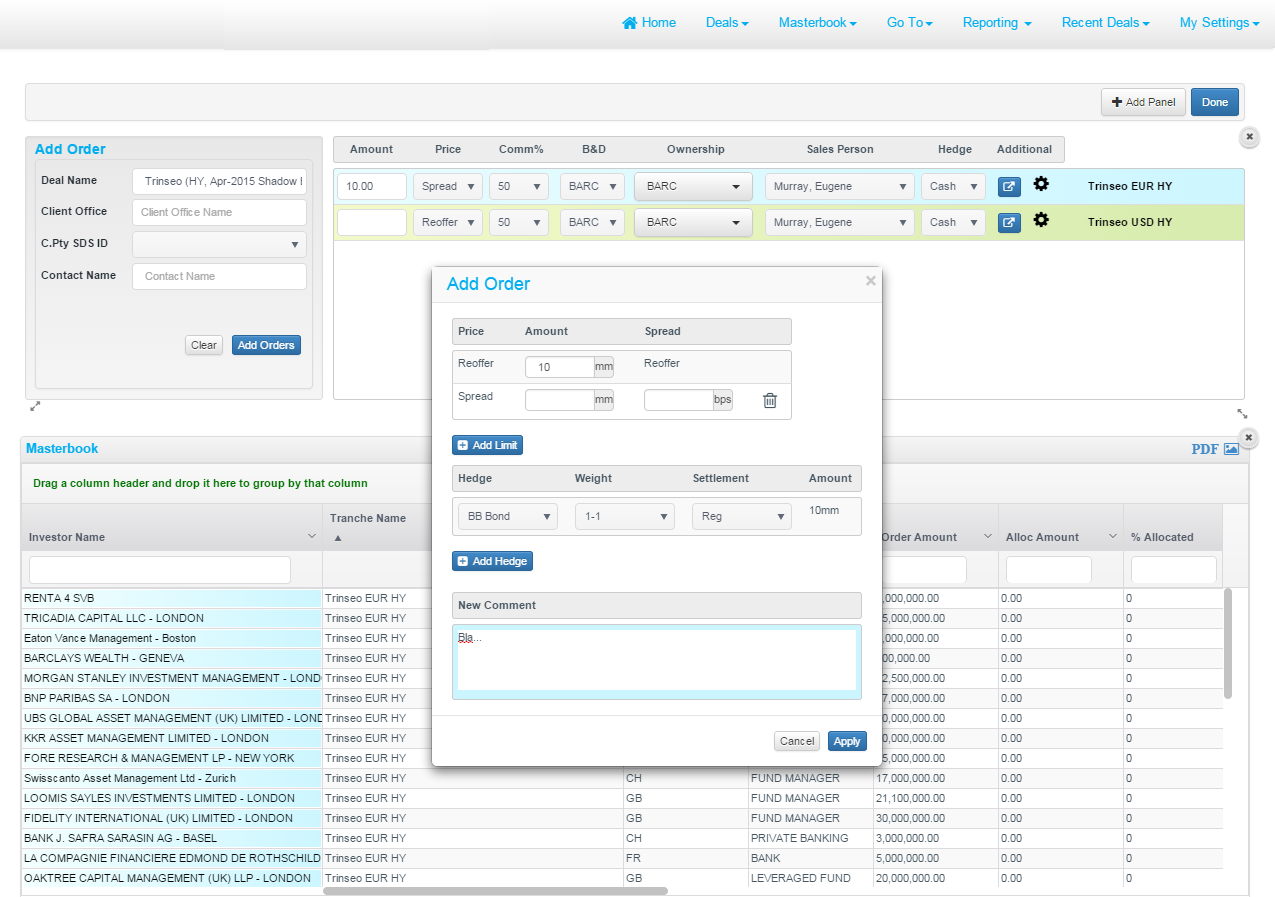 Home Deals Masterbook Go To Reporting Recent Deals My Settings
Add Panel Done
Add Order
Deal Name Trinseo (HY, Apr-2015 Shadow
Client Office Client Office Name
C.Pty SDS ID
Contact Name Contact Name
Clear Add Orders
Amount Price Comm% B&D Ownership Sales Person Hedge Additional
10.00 Spread 50 BARC BARC Murray, Eugene Cash Trinseo EUR HY
Reoffer 50 BARC BARC Murray, Eugene Cash Trinseo USD HY
Add Order
Price Amount Spread
Reoffer 10 mm Reoffer
Spread mm bps
Add Limit
Hedge Weight Settlement Amount
BB Bond 1-1 Reg 10mm
Add Hedge
New Comment
Bla...
Cancel Apply
Masterbook PDF
Drag a column header and drop it here to group by that column
Investor Name Tranche Name Order Amount Alloc Amount % Allocated
RENTA 4 SVB Trinseo EUR HY ,000,000.00 0.00 0
TRICADIA CAPITAL LLC - LONDON Trinseo EUR HY 5,000,000.00 0.00 0
Eaton Vance Management - Boston Trinseo EUR HY ,000,000.00 0.00 0
BARCLAYS WEALTH - GENEVA Trinseo EUR HY 00,000.00 0.00 0
MORGAN STANLEY INVESTMENT MANAGEMENT - LOND Trinseo EUR HY 2,500,000.00 0.00 0
BNP PARIBAS SA - LONDON Trinseo EUR HY 7,000,000.00 0.00 0
UBS GLOBAL ASSET MANAGEMENT (UK) LIMITED - LOND Trinseo EUR HY 0,000,000.00 0.00 0
KKR ASSET MANAGEMENT LIMITED - LONDON Trinseo EUR HY 0,000,000.00 0.00 0
FORE RESEARCH & MANAGEMENT LP - NEW YORK Trinseo EUR HY 5,000,000.00 0.00 0
Swisscanto Asset Management Ltd - Zurich Trinseo EUR HY CH FUND MANAGER 17,000,000.00 0.00 0
LOOMIS SAYLES INVESTMENTS LIMITED - LONDON Trinseo EUR HY GB FUND MANAGER 21,100,000.00 0.00 0
FIDELITY INTERNATIONAL (UK) LIMITED - LONDON Trinseo EUR HY GB FUND MANAGER 30,000,000.00 0.00 0
BANK J. SAFRA SARASIN AG - BASEL Trinseo EUR HY CH PRIVATE BANKING 3,000,000.00 0.00 0
LA COMPAGNIE FINANCIERE EDMOND DE ROTHSCHILD Trinseo EUR HY FR BANK 5,000,000.00 0.00 0
OAKTREE CAPITAL MANAGEMENT (UK) LLP - LONDON Trinseo EUR HY GB LEVERAGED FUND 20,000,000.00 0.00 0